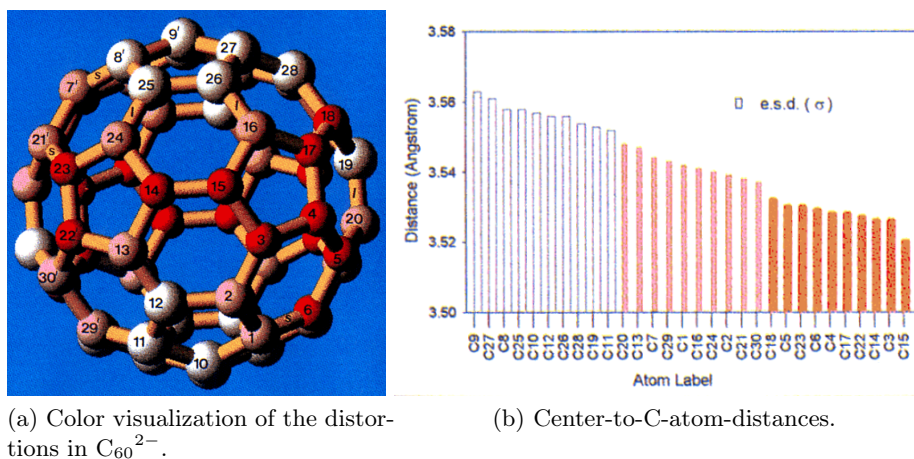 9'
8'
27
28
s
7'
25
26
l
l
18
16
21'
24
17
19
s
23
14
15
l
4
20
3
22'
13
5
30'
2
12
s
6
29
1
11
10
3.58
3.56
3.54
3.52
3.50
Distance (Angstrom)
e.s.d. ( σ )
C9 C27 C8 C25 C10 C12 C26 C28 C19 C11 C20 C13 C7 C29 C1 C16 C24 C2 C21 C30 C18 C5 C23 C6 C4 C17 C22 C14 C3 C15
Atom Label
(a) Color visualization of the distor-
tions in C₆₀²⁻.
(b) Center-to-C-atom-distances.